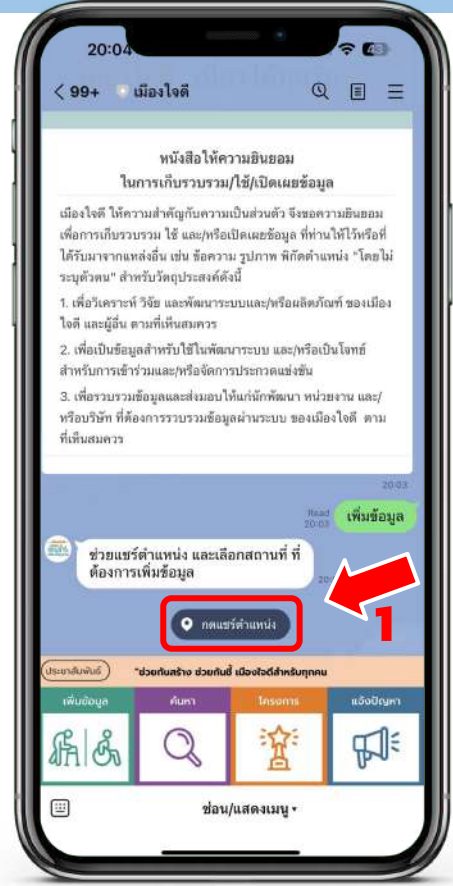 20:04
43
99+
เมืองใจดี
หนังสือให้ความยินยอม
ในการเก็บรวบรวม/ใช้/เปิดเผยข้อมูล
เมืองใจดี ให้ความสำคัญกับความเป็นส่วนตัว จึงขอความยินยอม
เพื่อการเก็บรวบรวม ใช้ และ/หรือเปิดเผยข้อมูล ที่ท่านให้ไว้หรือที่
ได้รับมาจากแหล่งอื่น เช่น ข้อความ รูปภาพ พิกัดตำแหน่ง "โดยไม่
ระบุตัวตน" สำหรับวัตถุประสงค์ดังนี้
1. เพื่อวิเคราะห์ วิจัย และพัฒนาระบบและ/หรือผลิตภัณฑ์ ของเมือง
ใจดี และผู้อื่น ตามที่เห็นสมควร
2. เพื่อเป็นข้อมูลสำหรับใช้ในพัฒนาระบบ และ/หรือเป็นโจทย์
สำหรับการเข้าร่วมและ/หรือจัดการประกวดแข่งขัน
3. เพื่อรวบรวมข้อมูลและส่งมอบให้แก่นักพัฒนา หน่วยงาน และ/
หรือบริษัท ที่ต้องการรวบรวมข้อมูลผ่านระบบ ของเมืองใจดี ตาม
ที่เห็นสมควร
20:03
Read
20:03
เพิ่มข้อมูล
ช่วยแชร์ตำแหน่ง และเลือกสถานที่ ที่
ต้องการเพิ่มข้อมูล
กดแชร์ตำแหน่ง
1
ประชาสัมพันธ์
"ช่วยกันสร้าง ช่วยกันชี้ เมืองใจดีสำหรับทุกคน
เพิ่มข้อมูล
ค้นหา
โครงการ
แจ้งปัญหา
ซ่อน/แสดงเมนู